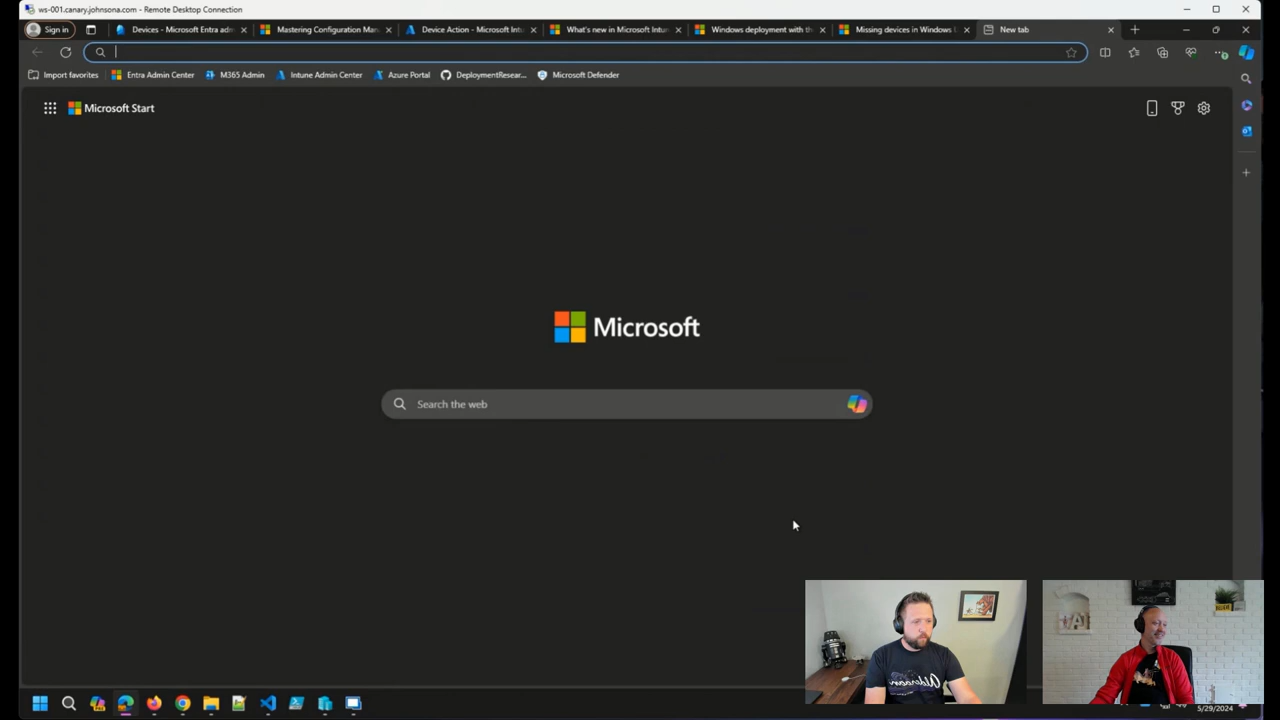 ws-001.canary.johnsona.com - Remote Desktop Connection
Sign in
Devices - Microsoft Entra adm
Mastering Configuration Man
Device Action - Microsoft Intu
What's new in Microsoft Intun
Windows deployment with th
Missing devices in Windows U
New tab
Import favorites
Entra Admin Center
M365 Admin
Intune Admin Center
Azure Portal
DeploymentResear...
Microsoft Defender
Microsoft Start
Microsoft
Search the web
Alderaan
5/29/2024